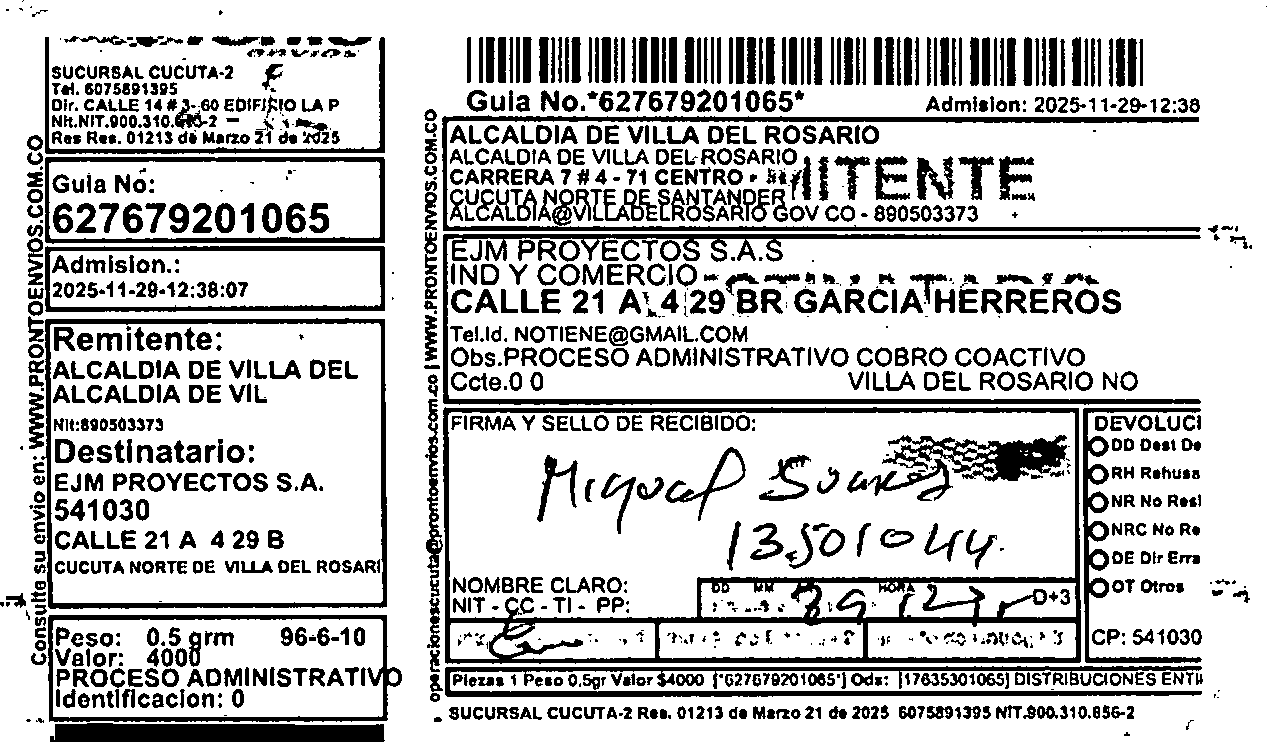 SUCURSAL CUCUTA-2
Tel. 6075891395
Dir. CALLE 14 # 3- 60 EDIFICIO LA P
Nit.NIT.900.310.
Res Res. 01213 de Marzo 21 de 2025
Guia No:
627679201065
Admision.:
2025-11-29-12:38:07
Remitente:
ALCALDIA DE VILLA DEL
ALCALDIA DE VIL
Nit:890503373
Destinatario:
EJM PROYECTOS S.A.
541030
CALLE 21 A 4 29 B
CUCUTA NORTE DE VILLA DEL ROSARI
Peso: 0.5 grm 96-6-10
Valor: 4000
PROCESO ADMINISTRATIVO
Identificacion: 0
Consulte su envio en: WWW.PRONTOENVIOS.COM.CO
operacionescucuta@prontoenvios.com.co | WWW.PRONTOENVIOS.COM.CO
Guia No.*627679201065* Admision: 2025-11-29-12:38
ALCALDIA DE VILLA DEL ROSARIO
ALCALDIA DE VILLA DEL ROSARIO
CARRERA 7 # 4 - 71 CENTRO -
CUCUTA NORTE DE SANTANDER
ALCALDIA@VILLADELROSARIO GOV CO - 890503373
EJM PROYECTOS S.A.S
IND Y COMERCIO
CALLE 21 A 4 29 BR GARCIA HERREROS
Tel.Id. NOTIENE@GMAIL.COM
Obs.PROCESO ADMINISTRATIVO COBRO COACTIVO
Ccte.0 0 VILLA DEL ROSARIO NO
FIRMA Y SELLO DE RECIBIDO:
Miguel Suarez
13.501044.
NOMBRE CLARO:
NIT - CC - TI - PP:
DD MM HORA D+3
DEVOLUCI
DD Dest De
RH Rehusa
NR No Resi
NRC No Re
DE Dir Erra
OT Otros
CP: 541030
Piezas 1 Peso 0.5gr Valor $4000 ["627679201065"] Ods: [17635301065] DISTRIBUCIONES ENTI
SUCURSAL CUCUTA-2 Res. 01213 de Marzo 21 de 2025 6075891395 NIT.900.310.856-2